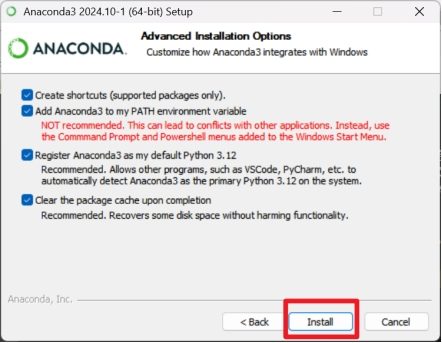 Anaconda3 2024.10-1 (64-bit) Setup
ANACONDA.
Advanced Installation Options
Customize how Anaconda3 integrates with Windows
Create shortcuts (supported packages only).
Add Anaconda3 to my PATH environment variable
NOT recommended. This can lead to conflicts with other applications. Instead, use
the Commmand Prompt and Powershell menus added to the Windows Start Menu.
Register Anaconda3 as my default Python 3.12
Recommended. Allows other programs, such as VSCode, PyCharm, etc. to
automatically detect Anaconda3 as the primary Python 3.12 on the system.
Clear the package cache upon completion
Recommended. Recovers some disk space without harming functionality.
Anaconda, Inc.
< Back Install Cancel